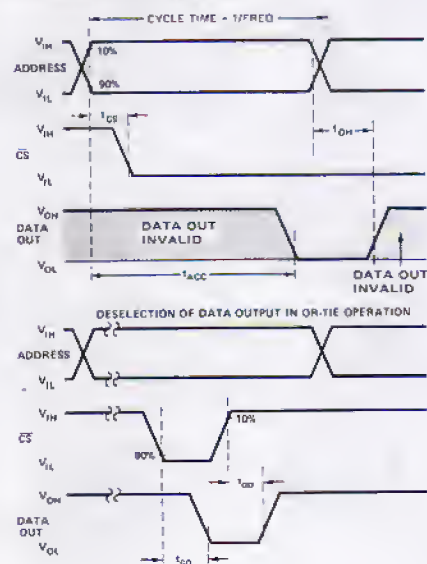 CYCLE TIME - 1/FREQ
VIH
10%
ADDRESS
90%
VIL
tCS
VIH
tOH
CS
VIL
VOH
DATA OUT
DATA OUT INVALID
VOL
tACC
DATA OUT INVALID
DESELECTION OF DATA OUTPUT IN OR-TIE OPERATION
VIH
ADDRESS
VIL
VIH
10%
CS
90%
VIL
tOD
VOH
DATA OUT
VOL
tCO